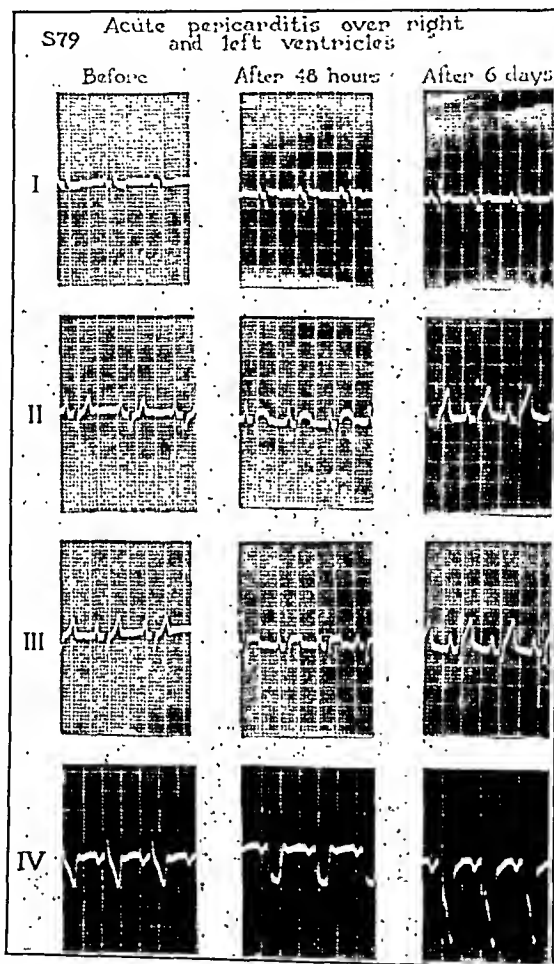 S79 Acute pericarditis over right
and left ventricles
Before After 48 hours After 6 days
I
II
III
IV